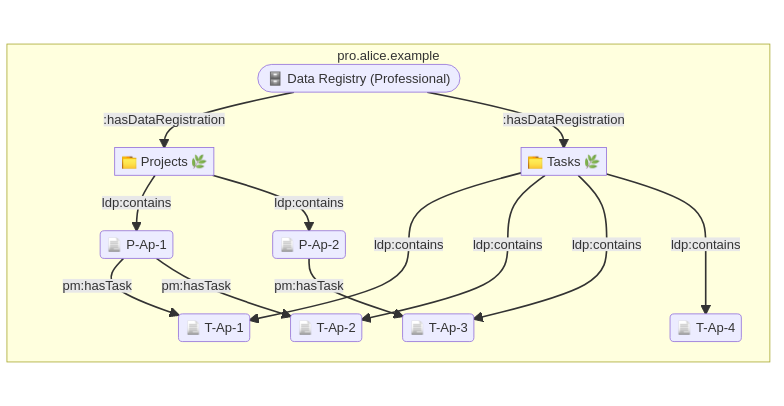 pro.alice.example
Data Registry (Professional)
:hasDataRegistration
:hasDataRegistration
Projects
Tasks
ldp:contains
ldp:contains
P-Ap-1
P-Ap-2
ldp:contains
ldp:contains
ldp:contains
ldp:contains
pm:hasTask
pm:hasTask
pm:hasTask
T-Ap-1
T-Ap-2
T-Ap-3
T-Ap-4